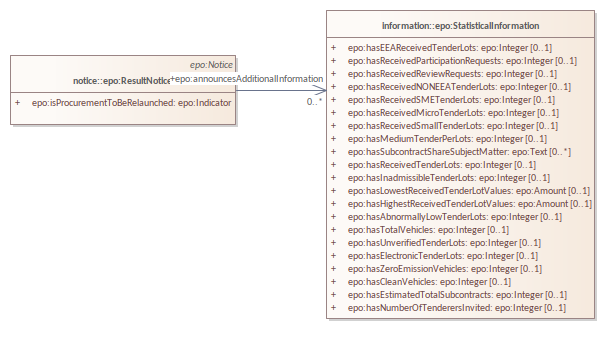 epo:Notice
notice::epo:ResultNotice
+ epo:isProcurementToBeRelaunched: epo:Indicator
+epo:announcesAdditionalInformation
0..*
Information::epo:StatisticalInformation
+ epo:hasEEAReceivedTenderLots: epo:Integer [0..1]
+ epo:hasReceivedParticipationRequests: epo:Integer [0..1]
+ epo:hasReceivedReviewRequests: epo:Integer [0..1]
+ epo:hasReceivedNONEEATenderLots: epo:Integer [0..1]
+ epo:hasReceivedSMETenderLots: epo:Integer [0..1]
+ epo:hasReceivedMicroTenderLots: epo:Integer [0..1]
+ epo:hasReceivedSmallTenderLots: epo:Integer [0..1]
+ epo:hasMediumTenderPerLots: epo:Integer [0..1]
+ epo:hasSubcontractShareSubjectMatter: epo:Text [0..*]
+ epo:hasReceivedTenderLots: epo:Integer [0..1]
+ epo:hasInadmissibleTenderLots: epo:Integer [0..1]
+ epo:hasLowestReceivedTenderLotValues: epo:Amount [0..1]
+ epo:hasHighestReceivedTenderLotValues: epo:Amount [0..1]
+ epo:hasAbnormallyLowTenderLots: epo:Integer [0..1]
+ epo:hasTotalVehicles: epo:Integer [0..1]
+ epo:hasUnverifiedTenderLots: epo:Integer [0..1]
+ epo:hasElectronicTenderLots: epo:Integer [0..1]
+ epo:hasZeroEmissionVehicles: epo:Integer [0..1]
+ epo:hasCleanVehicles: epo:Integer [0..1]
+ epo:hasEstimatedTotalSubcontracts: epo:Integer [0..1]
+ epo:hasNumberOfTenderersInvited: epo:Integer [0..1]